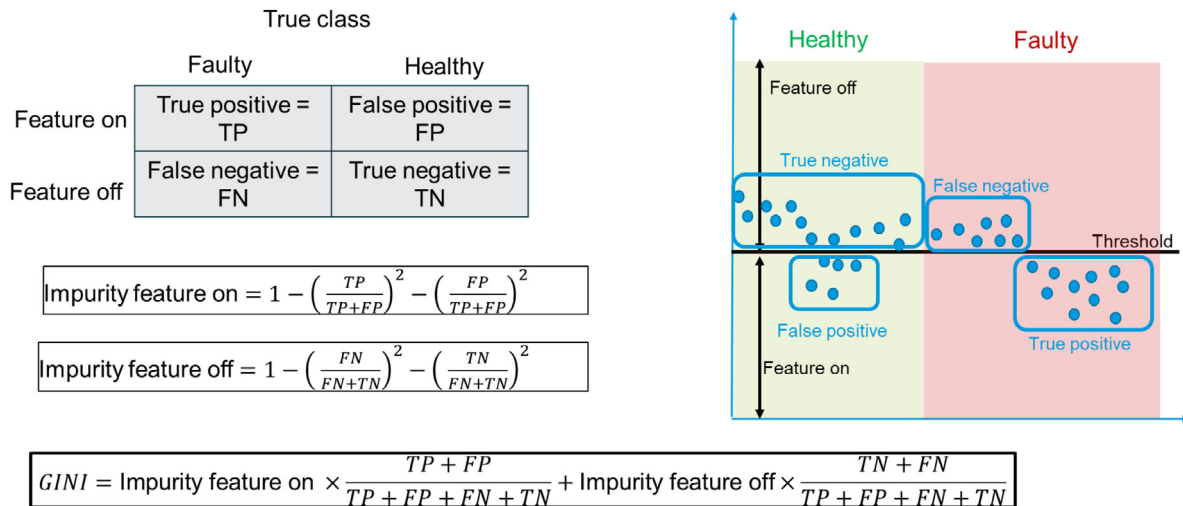 True class
Faulty Healthy
Feature on
True positive =
TP
False positive =
FP
Feature off
False negative =
FN
True negative =
TN
Impurity feature on = 1 − (TP/(TP+FP))² − (FP/(TP+FP))²
Impurity feature off = 1 − (FN/(FN+TN))² − (TN/(FN+TN))²
Healthy
Faulty
Feature off
True negative
False negative
Threshold
False positive
True positive
Feature on
GINI = Impurity feature on × (TP + FP)/(TP + FP + FN + TN) + Impurity feature off × (TN + FN)/(TP + FP + FN + TN)